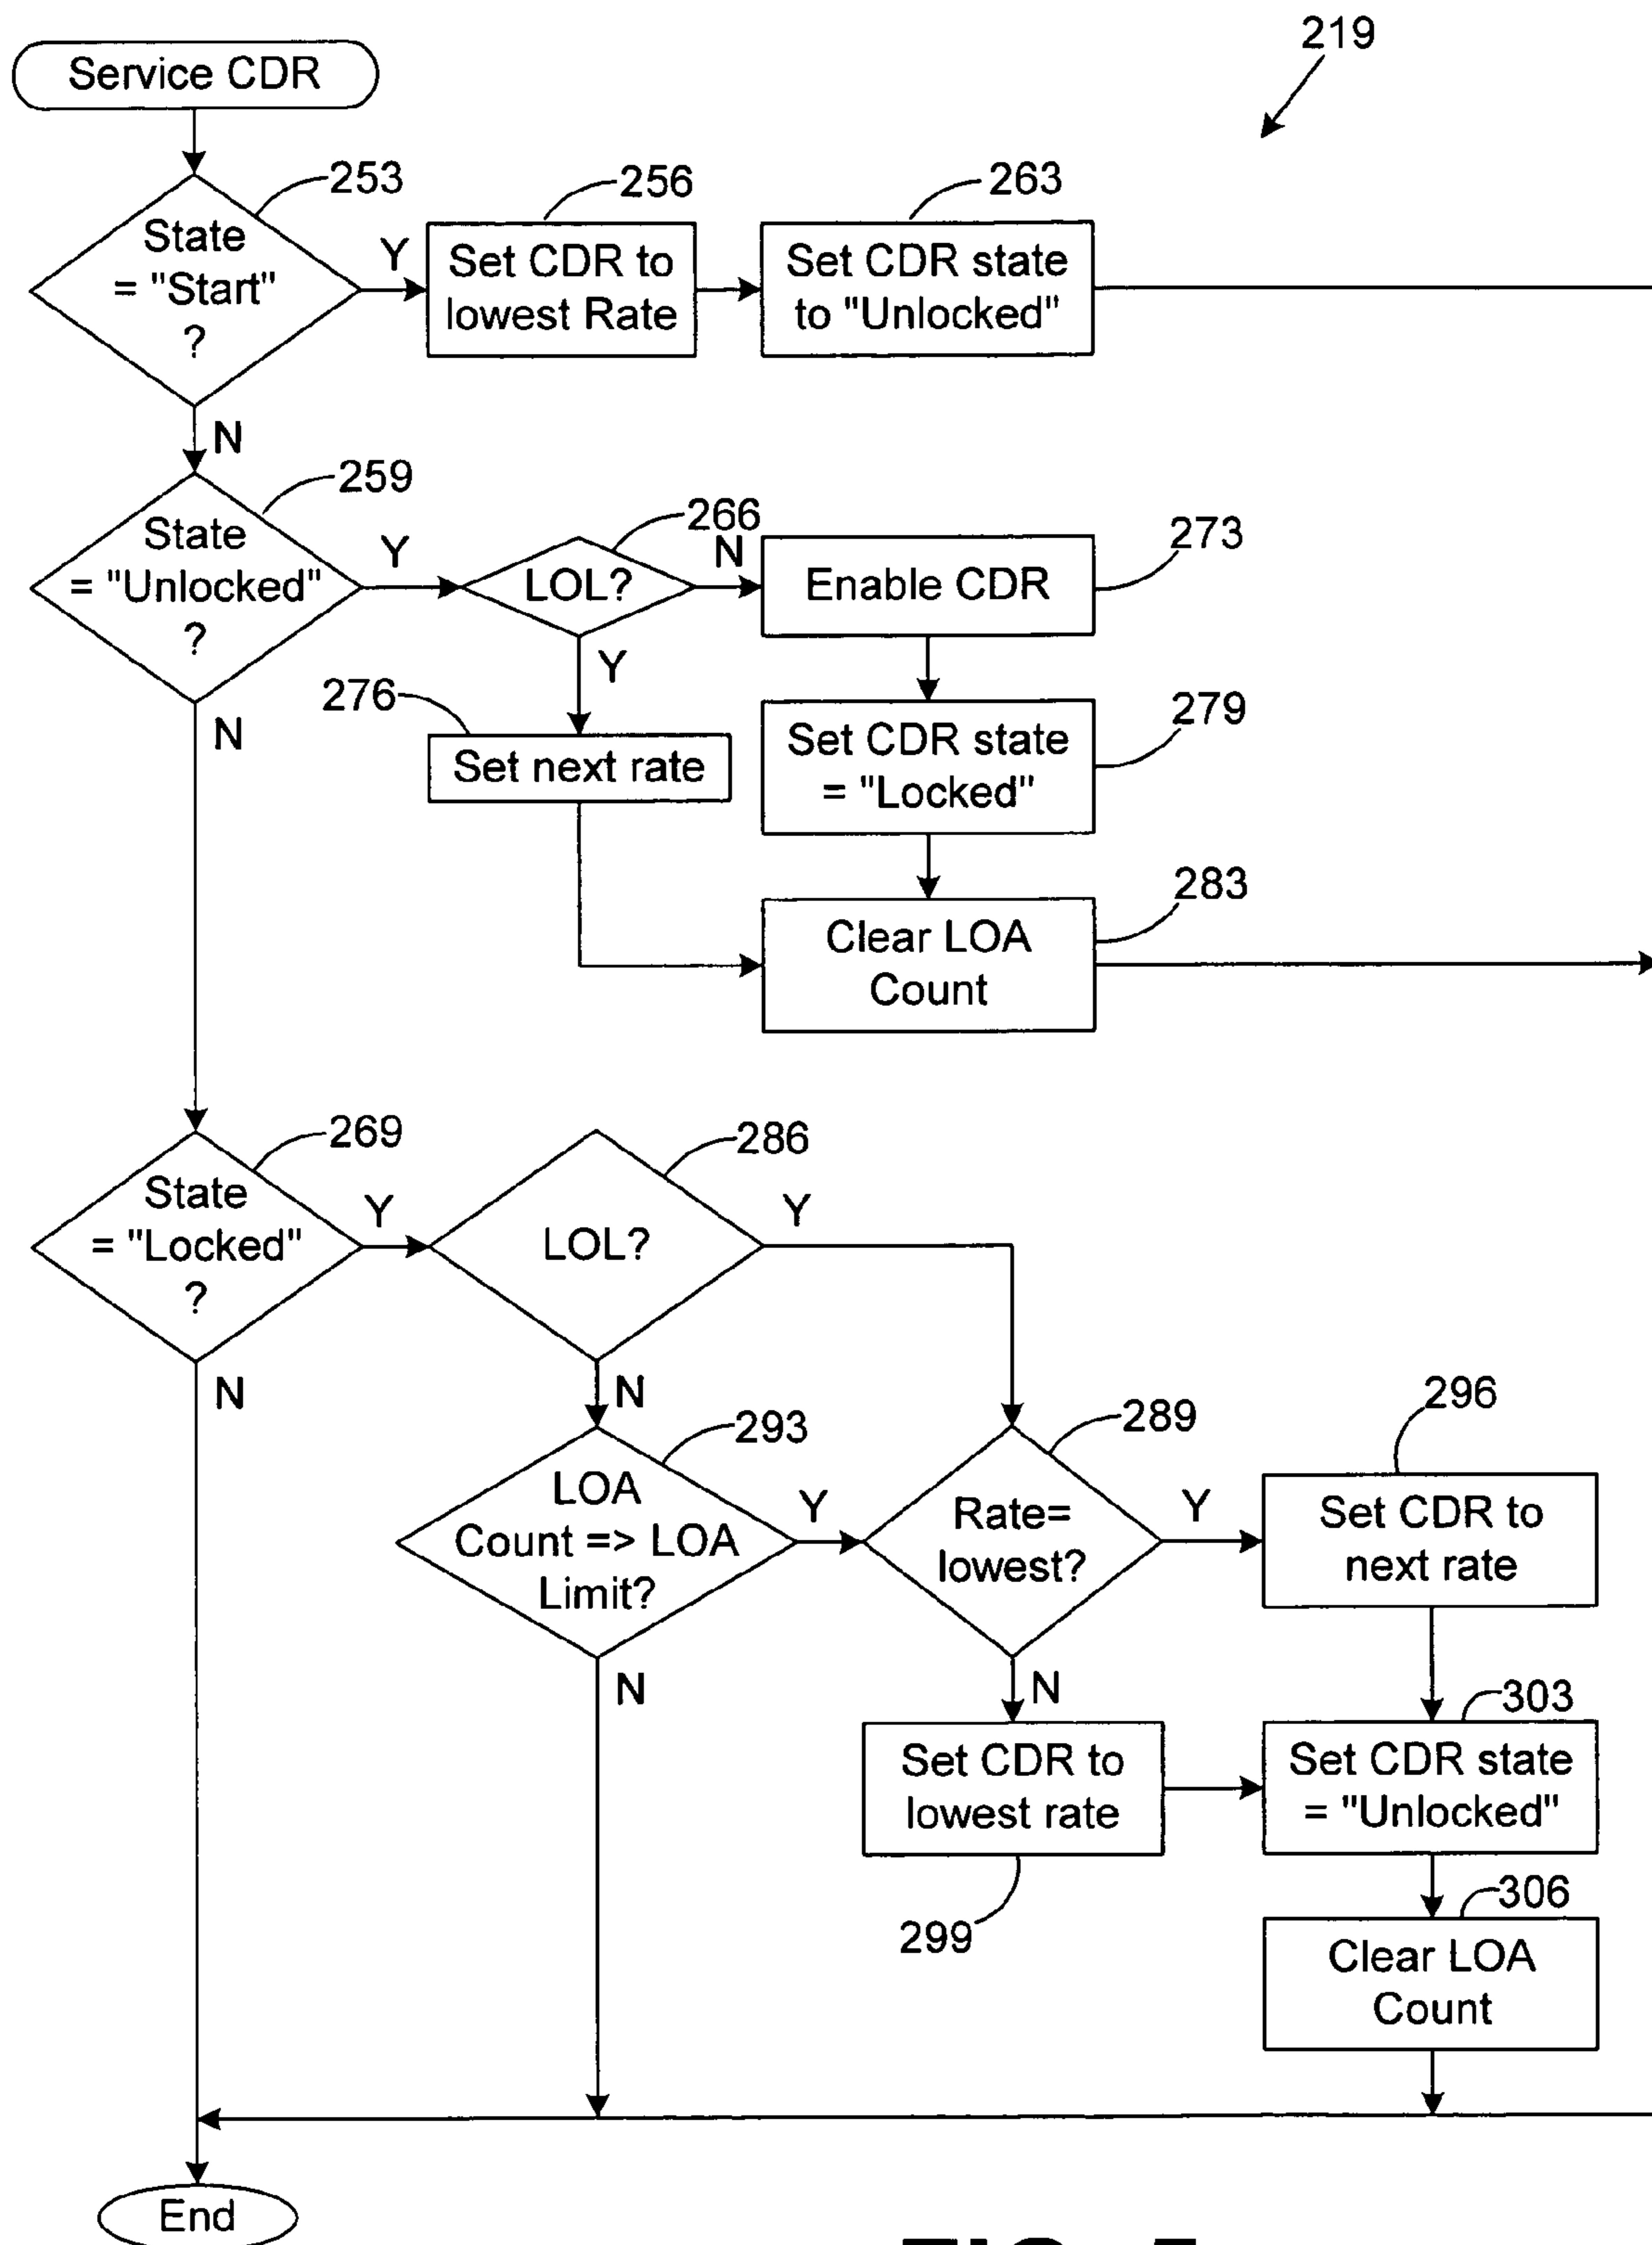 219
Service CDR
253
State
= "Start"
?
Y
256
Set CDR to
lowest Rate
263
Set CDR state
to "Unlocked"
N
259
State
= "Unlocked"
?
Y
266
LOL?
N
273
Enable CDR
Y
276
Set next rate
279
Set CDR state
= "Locked"
283
Clear LOA
Count
N
269
State
= "Locked"
?
Y
286
LOL?
Y
N
N
293
LOA
Count => LOA
Limit?
Y
289
Rate=
lowest?
Y
296
Set CDR to
next rate
N
N
299
Set CDR to
lowest rate
303
Set CDR state
= "Unlocked"
306
Clear LOA
Count
End